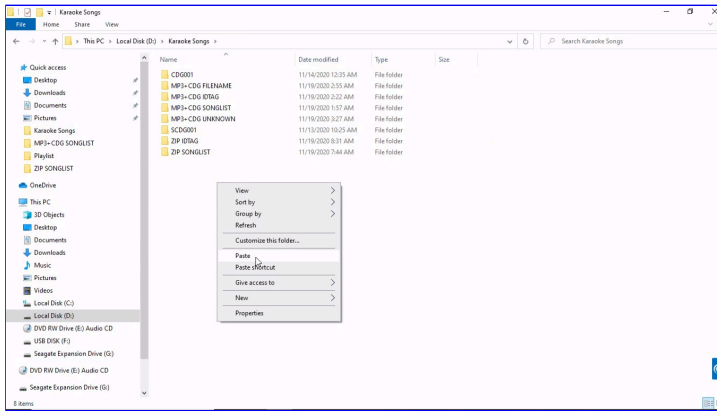 Karaoke Songs
File Home Share View
This PC > Local Disk (D:) > Karaoke Songs >
Search Karaoke Songs
Name Date modified Type Size
CDG001 11/14/2020 12:35 AM File folder
MP3+CDG FILENAME 11/19/2020 2:55 AM File folder
MP3+CDG IDTAG 11/19/2020 2:22 AM File folder
MP3+CDG SONGLIST 11/19/2020 1:57 AM File folder
MP3+CDG UNKNOWN 11/19/2020 3:27 AM File folder
SCDG001 11/13/2020 10:25 AM File folder
ZIP IDTAG 11/19/2020 8:31 AM File folder
ZIP SONGLIST 11/19/2020 7:44 AM File folder
Quick access
Desktop
Downloads
Documents
Pictures
Karaoke Songs
MP3+CDG SONGLIST
Playlist
ZIP SONGLIST
OneDrive
This PC
3D Objects
Desktop
Documents
Downloads
Music
Pictures
Videos
Local Disk (C:)
Local Disk (D:)
DVD RW Drive (E:) Audio CD
USB DISK (F:)
Seagate Expansion Drive (G:)
DVD RW Drive (E:) Audio CD
Seagate Expansion Drive (G:)
View
Sort by
Group by
Refresh
Customize this folder...
Paste
Paste shortcut
Give access to
New
Properties
8 items